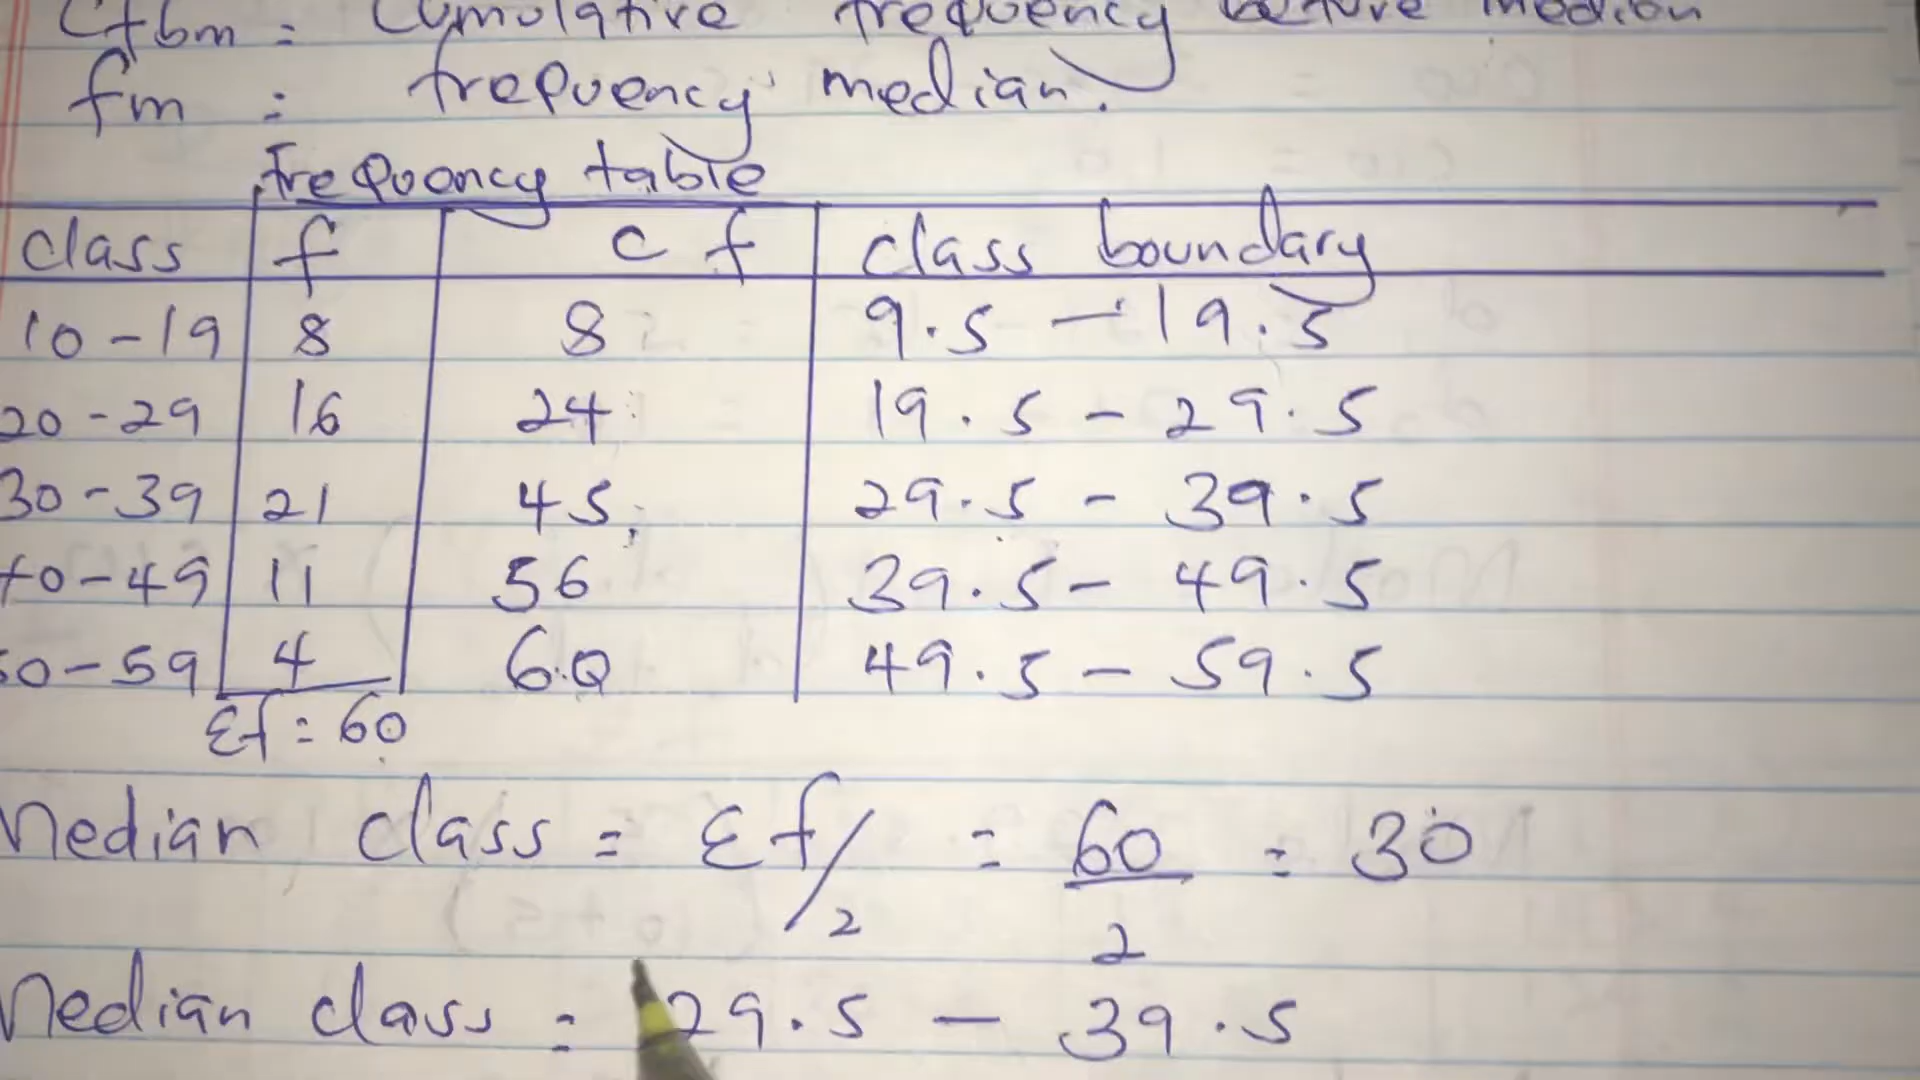 Cfbm = Cumulative frequency before median
fm = frequency median.
Frequency table
class f cf class boundary
10-19 8 8 9.5 - 19.5
20-29 16 24 19.5 - 29.5
30-39 21 45 29.5 - 39.5
40-49 11 56 39.5 - 49.5
50-59 4 60 49.5 - 59.5
Σf = 60
Median class = Σf/2 = 60/2 = 30
Median class = 29.5 - 39.5